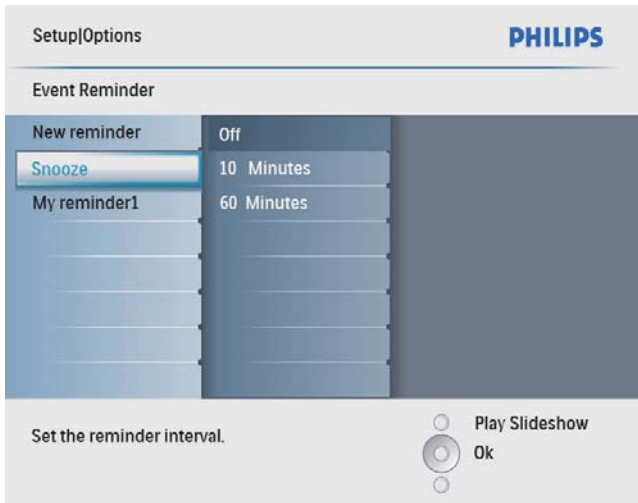 Setup|Options
PHILIPS
Event Reminder
New reminder
Off
Snooze
10 Minutes
My reminder1
60 Minutes
Set the reminder interval.
Play Slideshow
Ok